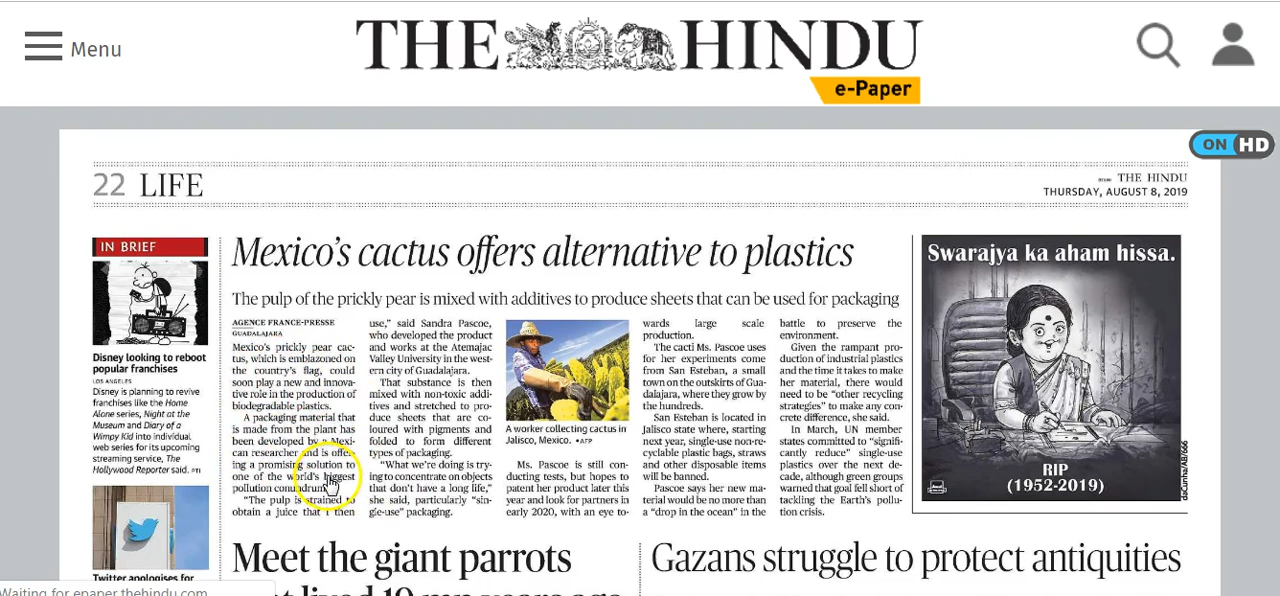 Menu
THE HINDU
e-Paper
ON HD
22 LIFE
THE HINDU
THURSDAY, AUGUST 8, 2019
IN BRIEF
Disney looking to reboot
popular franchises
LOS ANGELES
Disney is planning to revive
franchises like the Home
Alone series, Night at the
Museum and Diary of a
Wimpy Kid into individual
web series for its upcoming
streaming service, The
Hollywood Reporter said. PTI
Twitter apologises for
Mexico's cactus offers alternative to plastics
The pulp of the prickly pear is mixed with additives to produce sheets that can be used for packaging
AGENCE FRANCE-PRESSE
GUADALAJARA
Mexico's prickly pear cac-
tus, which is emblazoned on
the country's flag, could
soon play a new and innova-
tive role in the production of
biodegradable plastics.
A packaging material that
is made from the plant has
been developed by a Mexi-
can researcher and is offer-
ing a promising solution to
one of the world's biggest
pollution conundrums.
"The pulp is strained to
obtain a juice that I then
use," said Sandra Pascoe,
who developed the product
and works at the Atemajac
Valley University in the west-
ern city of Guadalajara.
That substance is then
mixed with non-toxic addi-
tives and stretched to pro-
duce sheets that are co-
loured with pigments and
folded to form different
types of packaging.
"What we're doing is try-
ing to concentrate on objects
that don't have a long life,"
she said, particularly "sin-
gle-use" packaging.
A worker collecting cactus in
Jalisco, Mexico. •AFP
Ms. Pascoe is still con-
ducting tests, but hopes to
patent her product later this
year and look for partners in
early 2020, with an eye to-
wards large scale
production.
The cacti Ms. Pascoe uses
for her experiments come
from San Esteban, a small
town on the outskirts of Gua-
dalajara, where they grow by
the hundreds.
San Esteban is located in
Jalisco state where, starting
next year, single-use non-re-
cyclable plastic bags, straws
and other disposable items
will be banned.
Pascoe says her new ma-
terial would be no more than
a "drop in the ocean" in the
battle to preserve the
environment.
Given the rampant pro-
duction of industrial plastics
and the time it takes to make
her material, there would
need to be "other recycling
strategies" to make any con-
crete difference, she said.
In March, UN member
states committed to "signifi-
cantly reduce" single-use
plastics over the next de-
cade, although green groups
warned that goal fell short of
tackling the Earth's pollu-
tion crisis.
Swarajya ka aham hissa.
RIP
(1952-2019)
daCunha/AB/666
Meet the giant parrots
Gazans struggle to protect antiquities
Waiting for epaper.thehindu.com